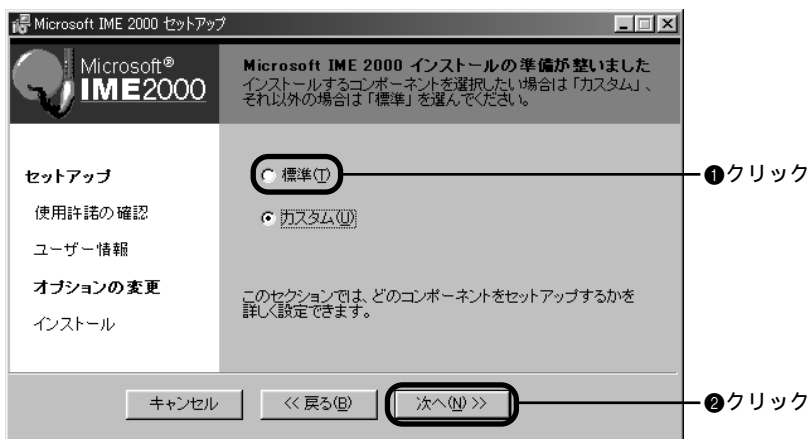 Microsoft IME 2000 セットアップ
Microsoft®
IME2000
Microsoft IME 2000 インストールの準備が整いました
インストールするコンポーネントを選択したい場合は「カスタム」、
それ以外の場合は「標準」を選んでください。
セットアップ
使用許諾の確認
ユーザー情報
オプションの変更
インストール
標準(T)
❶クリック
カスタム(U)
このセクションでは、どのコンポーネントをセットアップするかを
詳しく設定できます。
キャンセル
<< 戻る(B)
次へ(N) >>
❷クリック